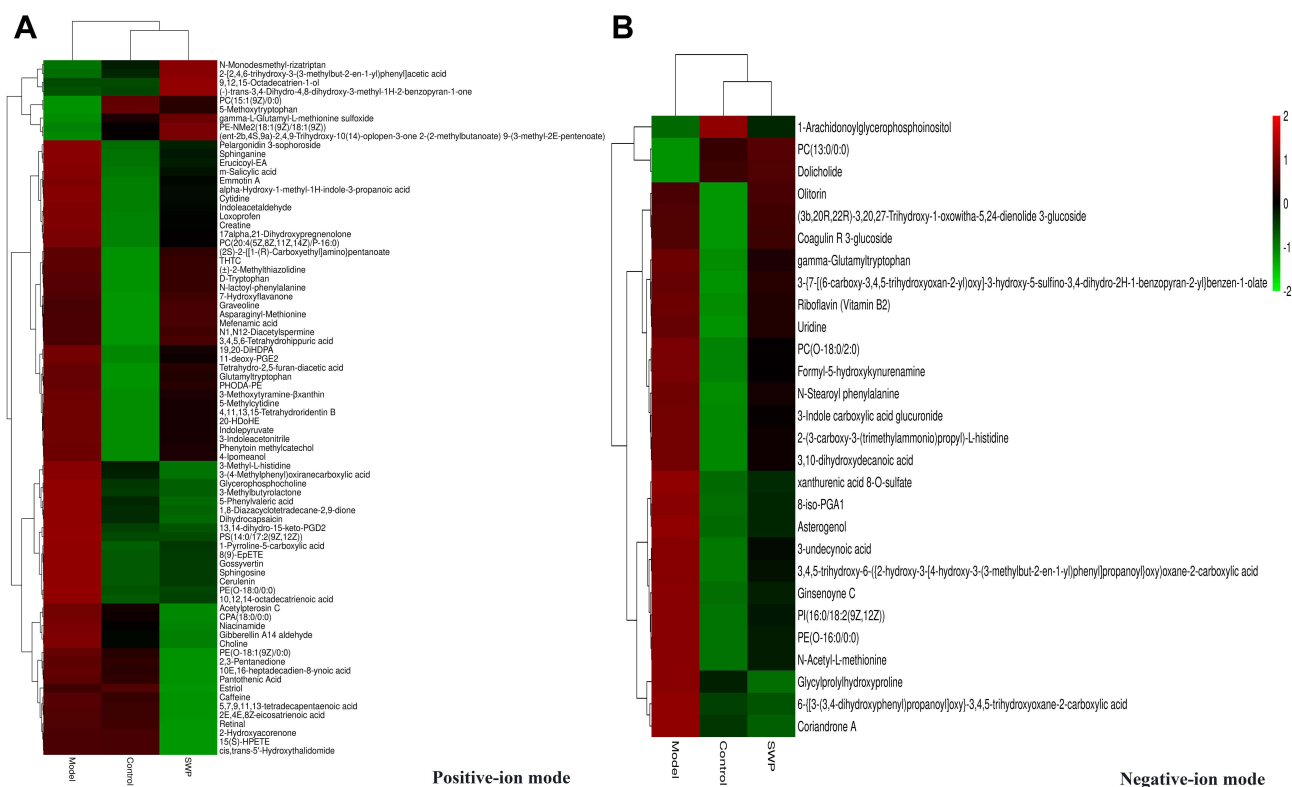 A
N-Monodesmethyl-rizatriptan
2-[2,4,6-trihydroxy-3-(3-methylbut-2-en-1-yl)phenyl]acetic acid
9,12,15-Octadecatrien-1-ol
(-)-trans-3,4-Dihydro-4,8-dihydroxy-3-methyl-1H-2-benzopyran-1-one
PC(15:1(9Z)/0:0)
5-Methoxytryptophan
gamma-L-Glutamyl-L-methionine sulfoxide
PE-NMe2(18:1(9Z)/18:1(9Z))
(ent-2b,4S,9a)-2,4,9-Trihydroxy-10(14)-oplopen-3-one 2-(2-methylbutanoate) 9-(3-methyl-2E-pentenoate)
Pelargonidin 3-sophoroside
Sphinganine
Erucicoyl-EA
m-Salicylic acid
Emmotin A
alpha-Hydroxy-1-methyl-1H-indole-3-propanoic acid
Cytidine
Indoleacetaldehyde
Loxoprofen
Creatine
17alpha,21-Dihydroxypregnenolone
PC(20:4(5Z,8Z,11Z,14Z)/P-16:0)
(2S)-2-{[1-(R)-Carboxyethyl]amino}pentanoate
THTC
(±)-2-Methylthiazolidine
D-Tryptophan
N-lactoyl-phenylalanine
7-Hydroxyflavanone
Graveoline
Asparaginyl-Methionine
Mefenamic acid
N1,N12-Diacetylspermine
3,4,5,6-Tetrahydrohippuric acid
19,20-DiHDPA
11-deoxy-PGE2
Tetrahydro-2,5-furan-diacetic acid
Glutamyltryptophan
PHODA-PE
3-Methoxytyramine-βxanthin
5-Methylcytidine
4,11,13,15-Tetrahydroridentin B
20-HDoHE
Indolepyruvate
3-Indoleacetonitrile
Phenytoin methylcatechol
4-Ipomeanol
3-Methyl-L-histidine
3-(4-Methylphenyl)oxiranecarboxylic acid
Glycerophosphocholine
3-Methylbutyrolactone
5-Phenylvaleric acid
1,8-Diazacyclotetradecane-2,9-dione
Dihydrocapsaicin
13,14-dihydro-15-keto-PGD2
PS(14:0/17:2(9Z,12Z))
1-Pyrroline-5-carboxylic acid
8(9)-EpETE
Gossyvertin
Sphingosine
Cerulenin
PE(O-18:0/0:0)
10,12,14-octadecatrienoic acid
Acetylpterosin C
CPA(18:0/0:0)
Niacinamide
Gibberellin A14 aldehyde
Choline
PE(O-18:1(9Z)/0:0)
2,3-Pentanedione
10E,16-heptadecadien-8-ynoic acid
Pantothenic Acid
Estriol
Caffeine
5,7,9,11,13-tetradecapentaenoic acid
2E,4E,8Z-eicosatrienoic acid
Retinal
2-Hydroxyacorenone
15(S)-HPETE
cis,trans-5'-Hydroxythalidomide
Model
Control
SWP
Positive-ion mode
B
1-Arachidonoylglycerophosphoinositol
PC(13:0/0:0)
Dolicholide
Olitorin
(3b,20R,22R)-3,20,27-Trihydroxy-1-oxowitha-5,24-dienolide 3-glucoside
Coagulin R 3-glucoside
gamma-Glutamyltryptophan
3-{7-[(6-carboxy-3,4,5-trihydroxyoxan-2-yl)oxy]-3-hydroxy-5-sulfino-3,4-dihydro-2H-1-benzopyran-2-yl}benzen-1-olate
Riboflavin (Vitamin B2)
Uridine
PC(O-18:0/2:0)
Formyl-5-hydroxykynurenamine
N-Stearoyl phenylalanine
3-Indole carboxylic acid glucuronide
2-(3-carboxy-3-(trimethylammonio)propyl)-L-histidine
3,10-dihydroxydecanoic acid
xanthurenic acid 8-O-sulfate
8-iso-PGA1
Asterogenol
3-undecynoic acid
3,4,5-trihydroxy-6-({2-hydroxy-3-[4-hydroxy-3-(3-methylbut-2-en-1-yl)phenyl]propanoyl}oxy)oxane-2-carboxylic acid
Ginsenoyne C
PI(16:0/18:2(9Z,12Z))
PE(O-16:0/0:0)
N-Acetyl-L-methionine
Glycylprolylhydroxyproline
6-{[3-(3,4-dihydroxyphenyl)propanoyl]oxy}-3,4,5-trihydroxyoxane-2-carboxylic acid
Coriandrone A
Model
Control
SWP
2
1
0
-1
-2
Negative-ion mode